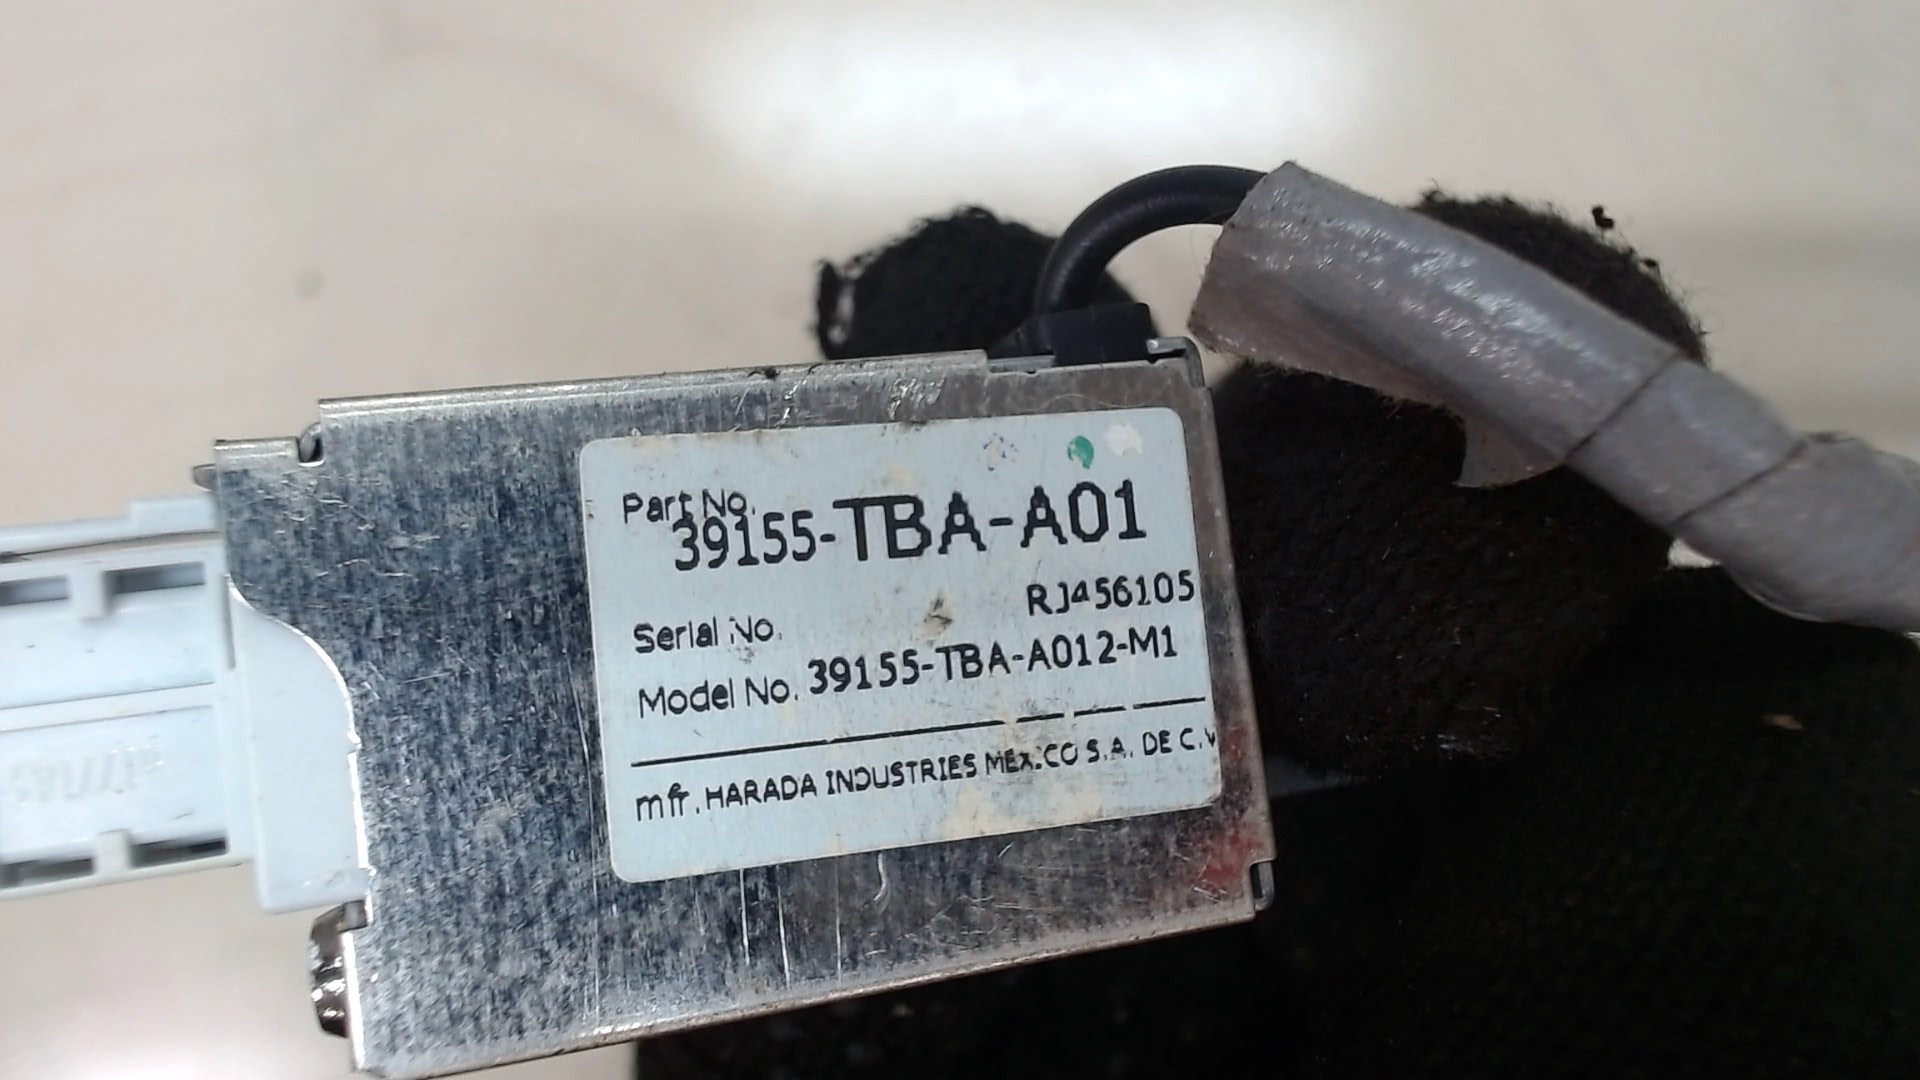 Part No.
39155-TBA-A01
RJ456105
Serial No.
Model No. 39155-TBA-A012-M1
mfr. HARADA INDUSTRIES MEXICO S.A. DE C.V